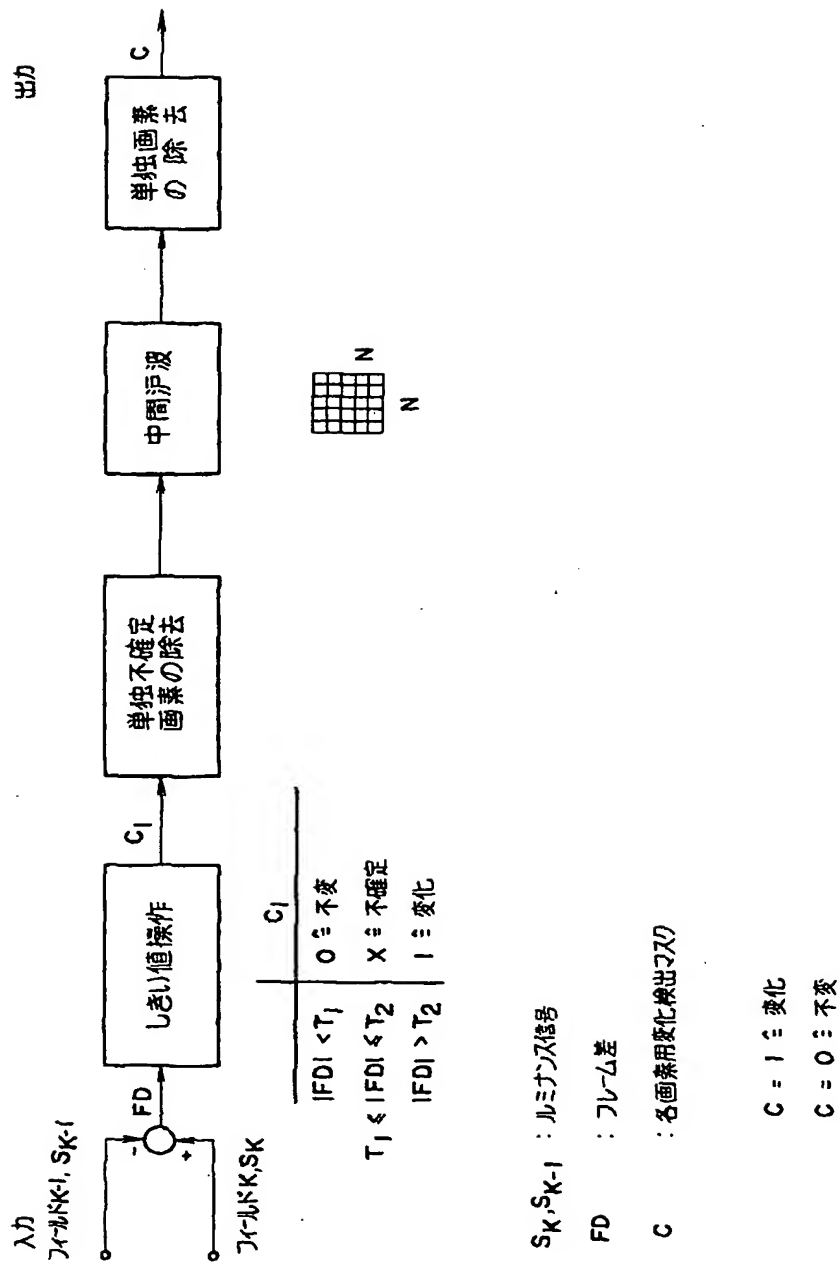 入力
フィールドK-1, SK-1
フィールドK, SK
-
+
FD
しきい値操作
C1
単独不確定
画素の除去
中間沪波
単独画素
の除去
C
出力
N
N
C1
|FD| < T1 0 ≙ 不変
T1 ≤ |FD| ≤ T2 X ≙ 不確定
|FD| > T2 1 ≙ 変化
SK, SK-1 : ルミナンス信号
FD : フレーム差
C : 各画素用変化検出マスク
C = 1 ≙ 変化
C = 0 ≙ 不変